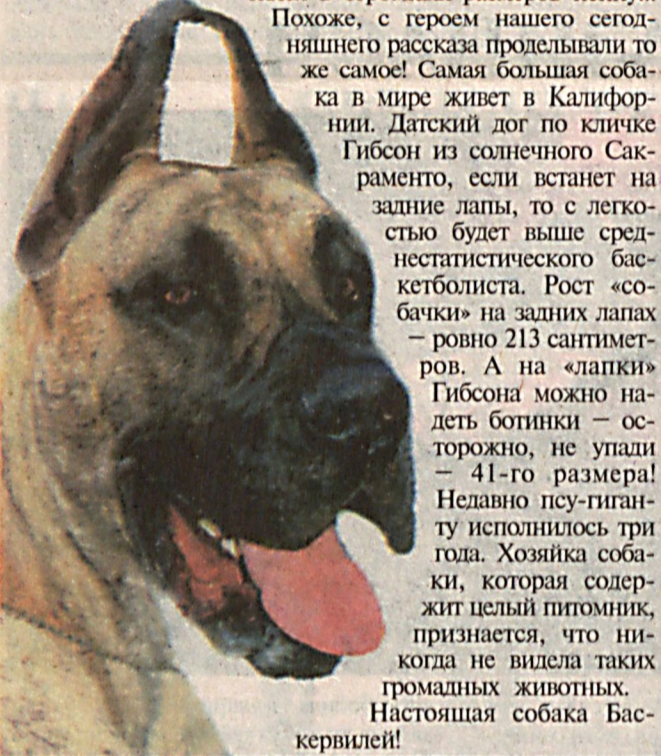 Похоже, с героем нашего сегод-
няшнего рассказа проделывали то
же самое! Самая большая соба-
ка в мире живет в Калифор-
нии. Датский дог по кличке
Гибсон из солнечного Сак-
раменто, если встанет на
задние лапы, то с легко-
стью будет выше сред-
нестатистического бас-
кетболиста. Рост «со-
бачки» на задних лапах
– ровно 213 сантимет-
ров. А на «лапки»
Гибсона можно на-
деть ботинки – ос-
торожно, не упади
– 41-го размера!
Недавно псу-гиган-
ту исполнилось три
года. Хозяйка соба-
ки, которая содер-
жит целый питомник,
признается, что ни-
когда не видела таких
громадных животных.
Настоящая собака Бас-
кервилей!